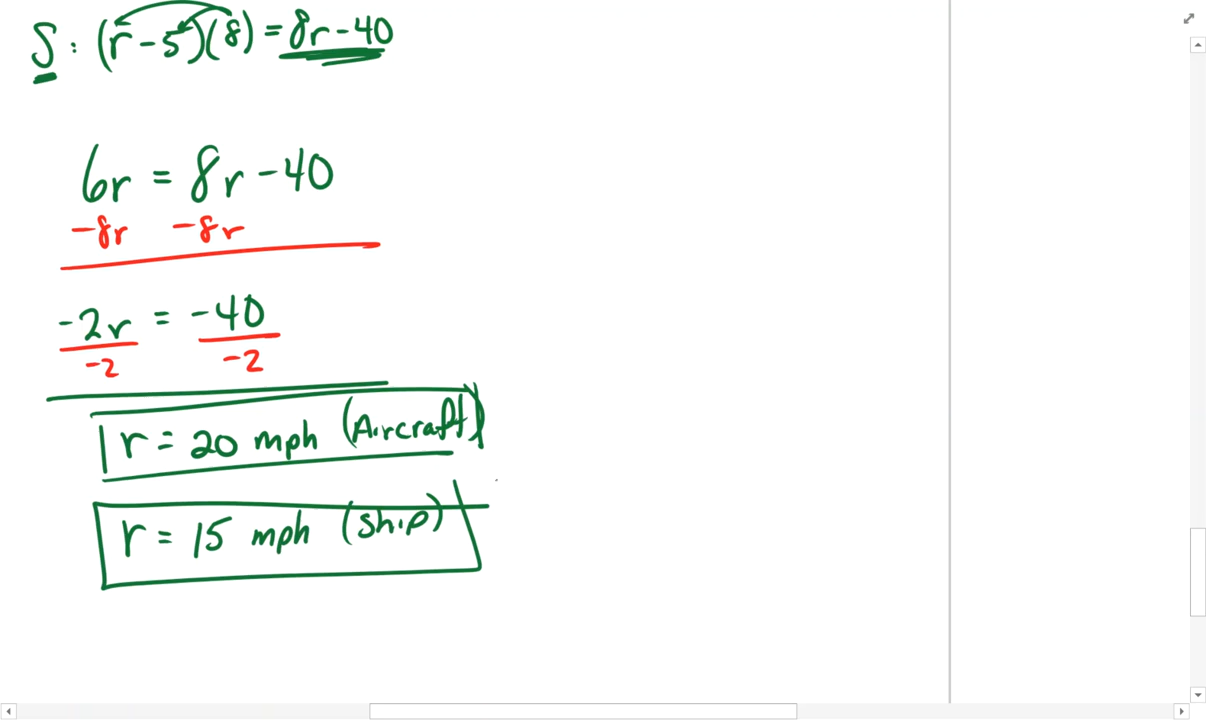 S: (r-5)(8) = 8r-40
6r = 8r-40
-8r -8r
-2r = -40
-2 -2
r = 20 mph (Aircraft)
r = 15 mph (Ship)